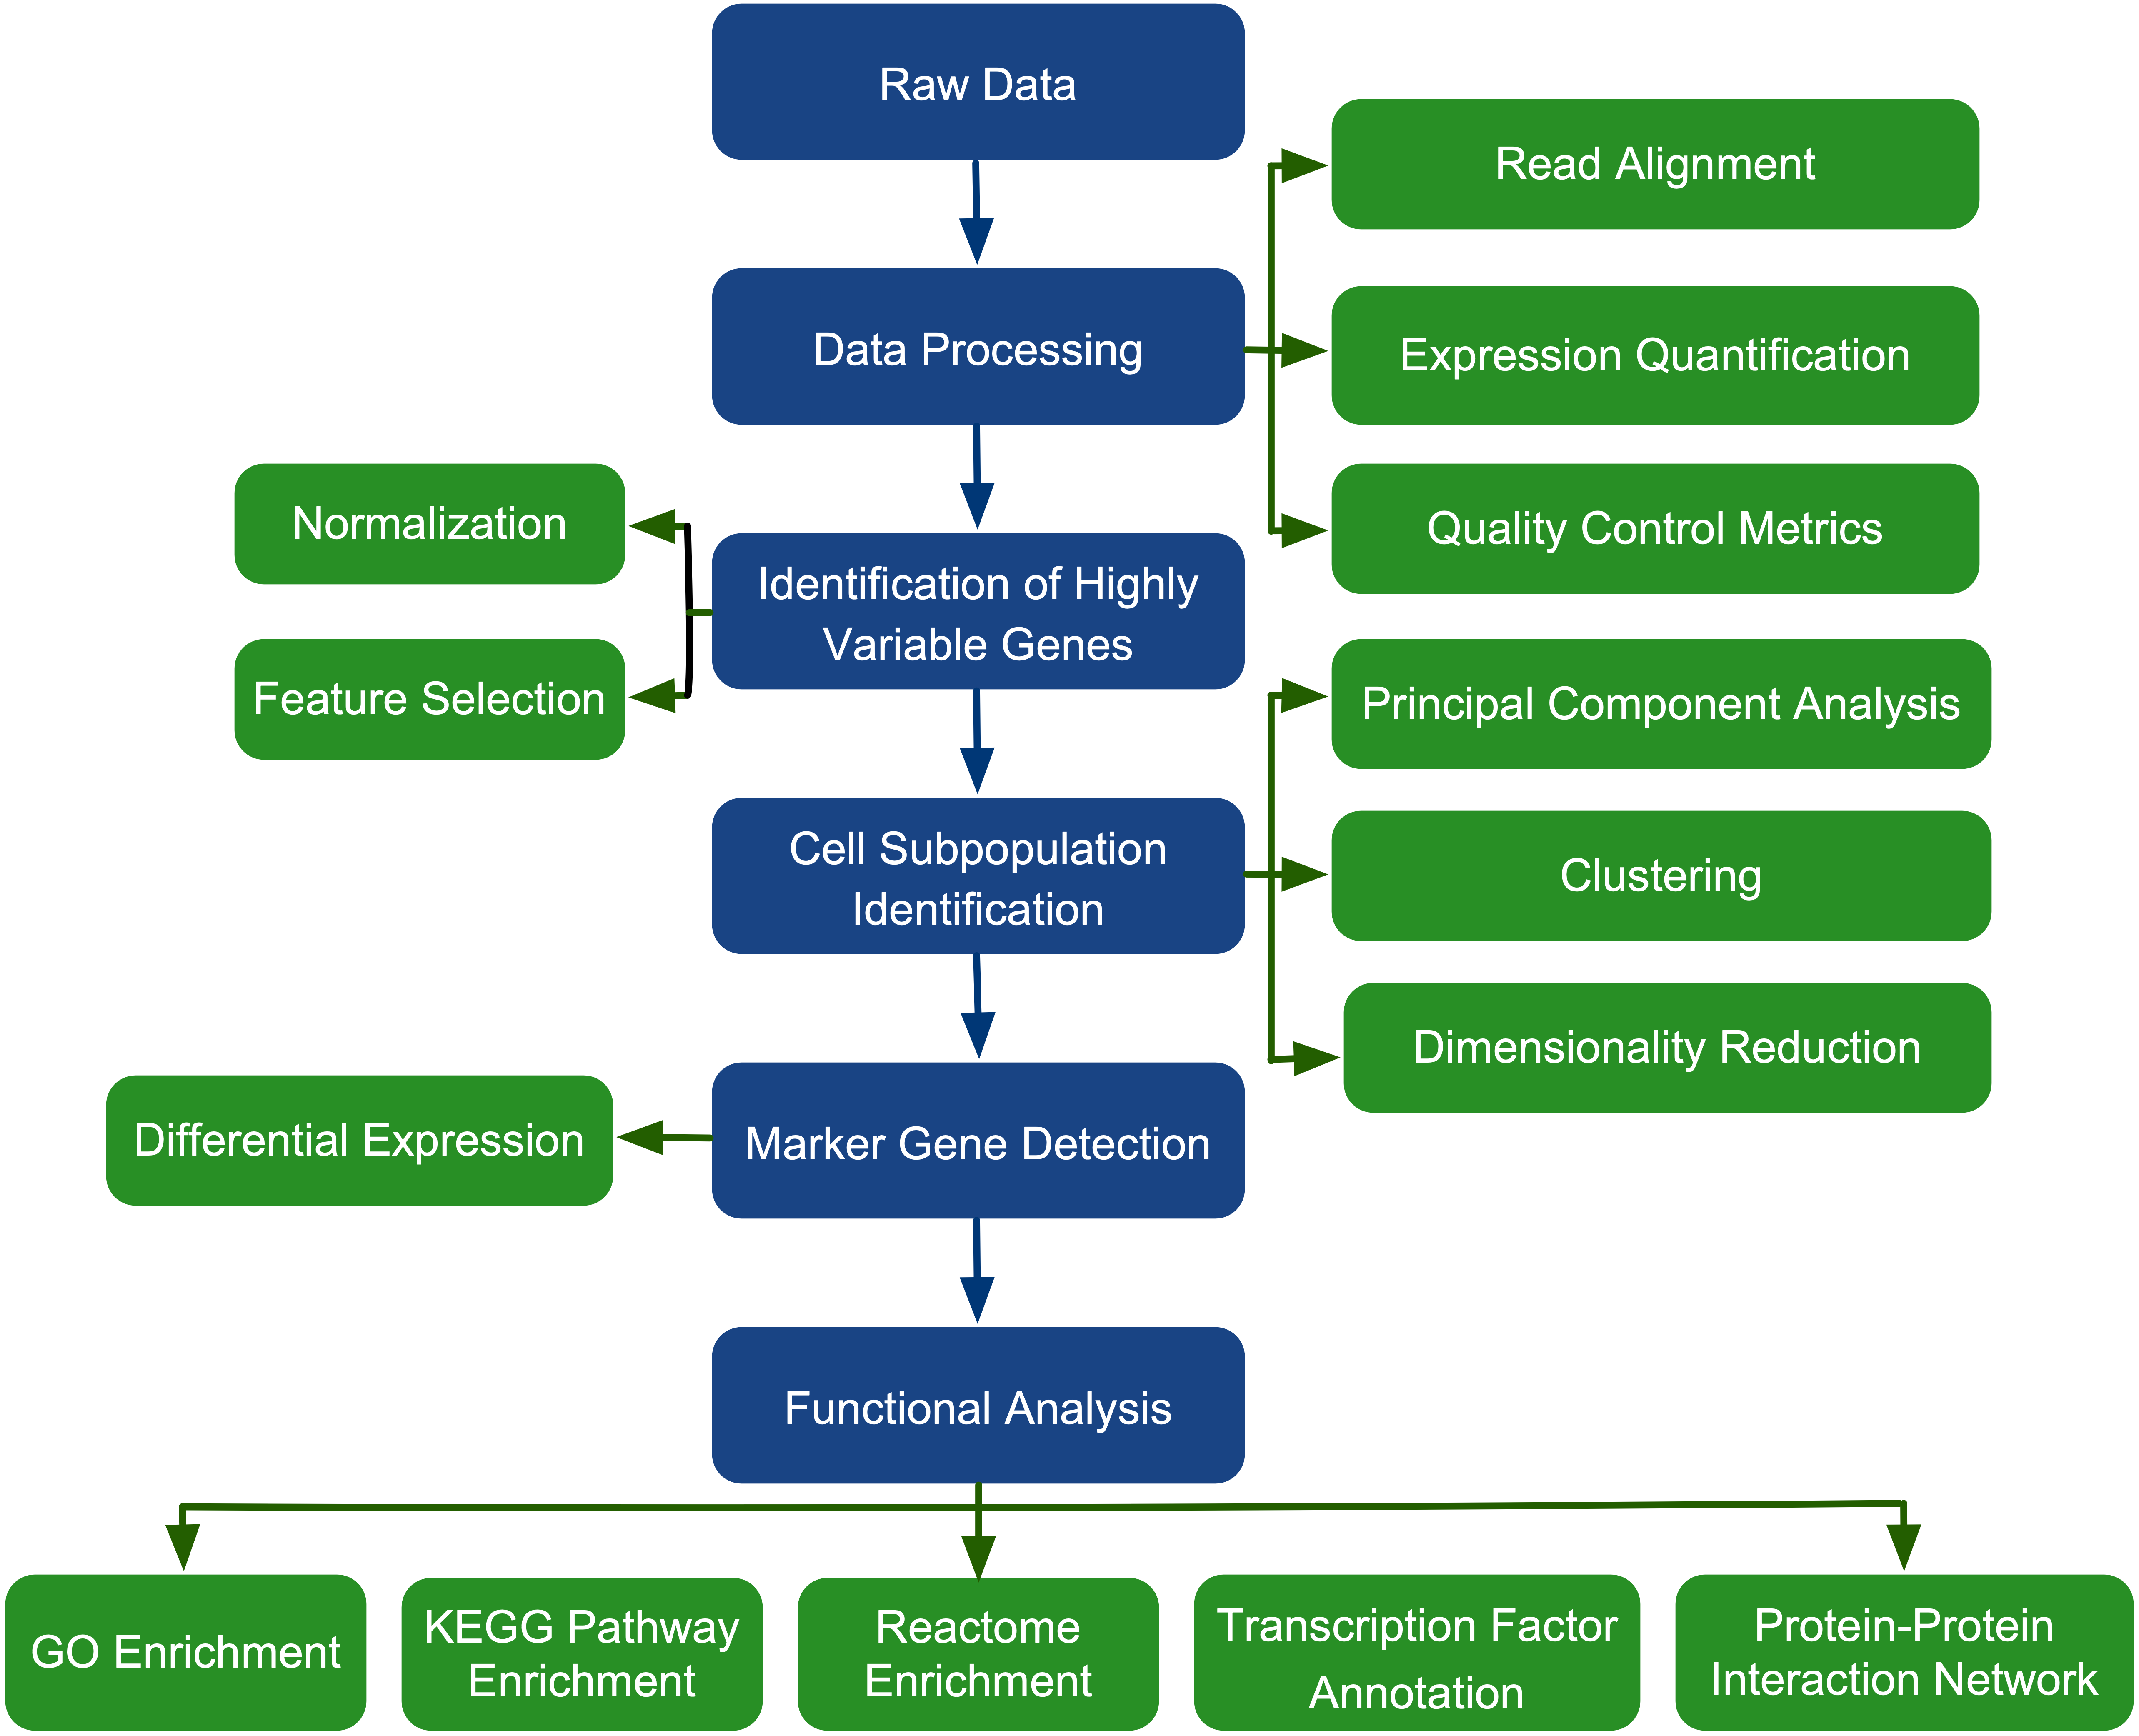 Raw Data
Read Alignment
Data Processing
Expression Quantification
Quality Control Metrics
Normalization
Identification of Highly
Variable Genes
Feature Selection
Principal Component Analysis
Cell Subpopulation
Identification
Clustering
Dimensionality Reduction
Differential Expression
Marker Gene Detection
Functional Analysis
GO Enrichment
KEGG Pathway
Enrichment
Reactome
Enrichment
Transcription Factor
Annotation
Protein-Protein
Interaction Network